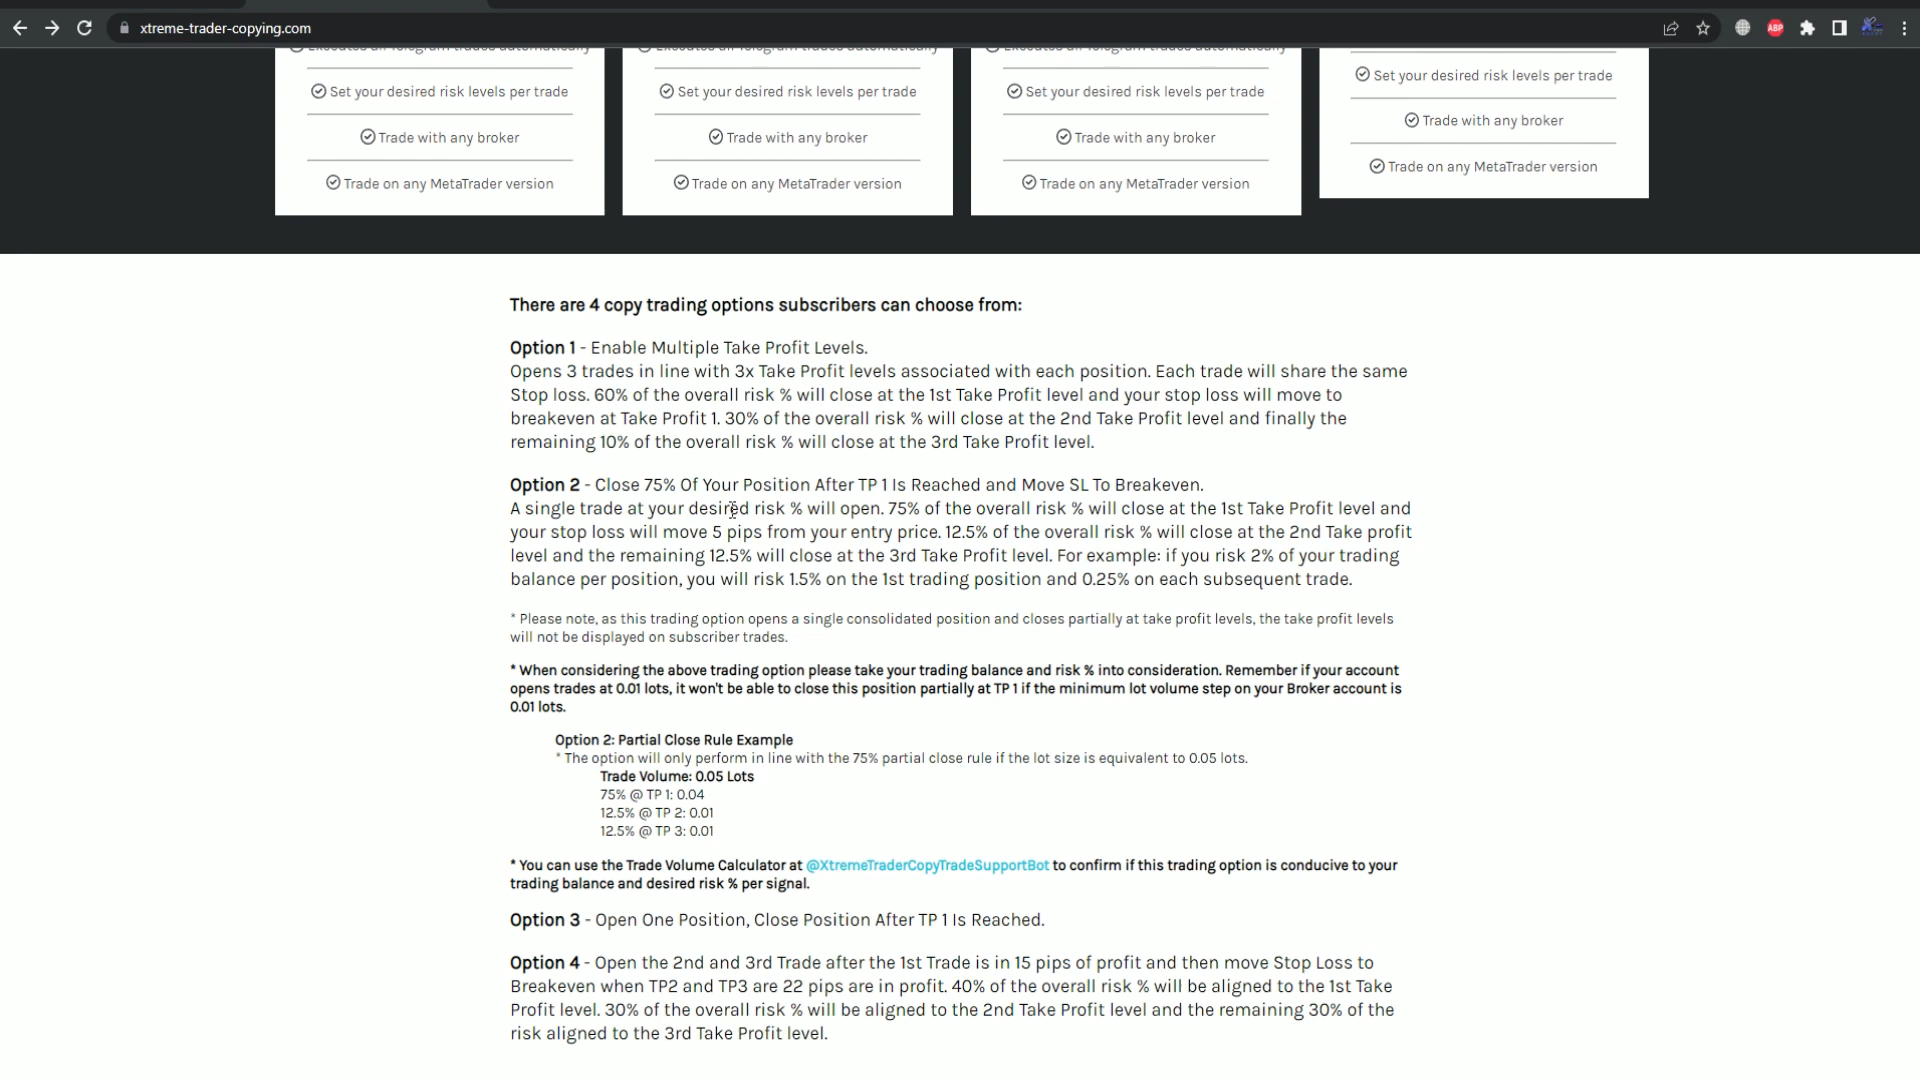 xtreme-trader-copying.com
ABP
Executes all Telegram trades automatically
Executes all Telegram trades automatically
Executes all Telegram trades automatically
Set your desired risk levels per trade
Set your desired risk levels per trade
Set your desired risk levels per trade
Set your desired risk levels per trade
Trade with any broker
Trade with any broker
Trade with any broker
Trade with any broker
Trade on any MetaTrader version
Trade on any MetaTrader version
Trade on any MetaTrader version
Trade on any MetaTrader version
There are 4 copy trading options subscribers can choose from:
Option 1 - Enable Multiple Take Profit Levels.
Opens 3 trades in line with 3x Take Profit levels associated with each position. Each trade will share the same
Stop loss. 60% of the overall risk % will close at the 1st Take Profit level and your stop loss will move to
breakeven at Take Profit 1. 30% of the overall risk % will close at the 2nd Take Profit level and finally the
remaining 10% of the overall risk % will close at the 3rd Take Profit level.
Option 2 - Close 75% Of Your Position After TP 1 Is Reached and Move SL To Breakeven.
A single trade at your desired risk % will open. 75% of the overall risk % will close at the 1st Take Profit level and
your stop loss will move 5 pips from your entry price. 12.5% of the overall risk % will close at the 2nd Take profit
level and the remaining 12.5% will close at the 3rd Take Profit level. For example: if you risk 2% of your trading
balance per position, you will risk 1.5% on the 1st trading position and 0.25% on each subsequent trade.
* Please note, as this trading option opens a single consolidated position and closes partially at take profit levels, the take profit levels
will not be displayed on subscriber trades.
* When considering the above trading option please take your trading balance and risk % into consideration. Remember if your account
opens trades at 0.01 lots, it won't be able to close this position partially at TP 1 if the minimum lot volume step on your Broker account is
0.01 lots.
Option 2: Partial Close Rule Example
* The option will only perform in line with the 75% partial close rule if the lot size is equivalent to 0.05 lots.
Trade Volume: 0.05 Lots
75% @ TP 1: 0.04
12.5% @ TP 2: 0.01
12.5% @ TP 3: 0.01
* You can use the Trade Volume Calculator at @XtremeTraderCopyTradeSupportBot to confirm if this trading option is conducive to your
trading balance and desired risk % per signal.
Option 3 - Open One Position, Close Position After TP 1 Is Reached.
Option 4 - Open the 2nd and 3rd Trade after the 1st Trade is in 15 pips of profit and then move Stop Loss to
Breakeven when TP2 and TP3 are 22 pips are in profit. 40% of the overall risk % will be aligned to the 1st Take
Profit level. 30% of the overall risk % will be aligned to the 2nd Take Profit level and the remaining 30% of the
risk aligned to the 3rd Take Profit level.